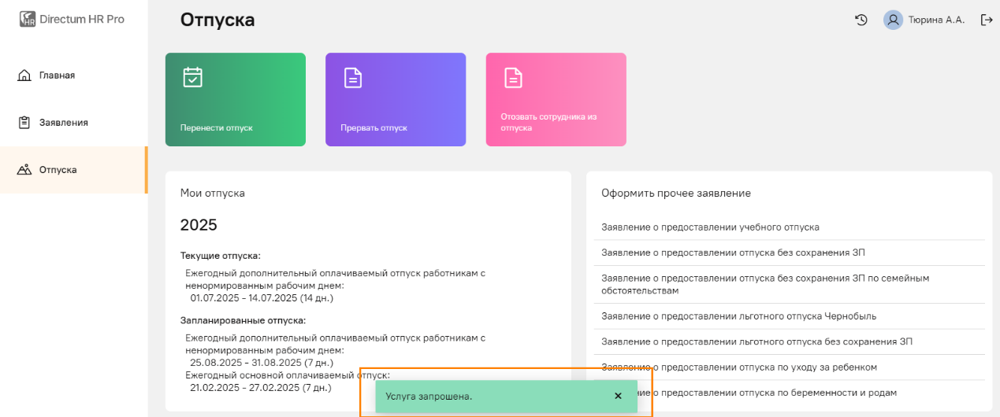 HR
Directum HR Pro
Отпуска
Тюрина А.А.
Главная
Заявления
Отпуска
Перенести отпуск
Прервать отпуск
Отозвать сотрудника из
отпуска
Мои отпуска
2025
Текущие отпуска:
Ежегодный дополнительный оплачиваемый отпуск работникам с
ненормированным рабочим днем:
01.07.2025 - 14.07.2025 (14 дн.)
Запланированные отпуска:
Ежегодный дополнительный оплачиваемый отпуск работникам с
ненормированным рабочим днем:
25.08.2025 - 31.08.2025 (7 дн.)
Ежегодный основной оплачиваемый отпуск:
21.02.2025 - 27.02.2025 (7 дн.)
Оформить прочее заявление
Заявление о предоставлении учебного отпуска
Заявление о предоставлении отпуска без сохранения ЗП
Заявление о предоставлении отпуска без сохранения ЗП по семейным
обстоятельствам
Заявление о предоставлении льготного отпуска Чернобыль
Заявление о предоставлении льготного отпуска без сохранения ЗП
Заявление о предоставлении отпуска по уходу за ребенком
о предоставлении отпуска по беременности и родам
Услуга запрошена.